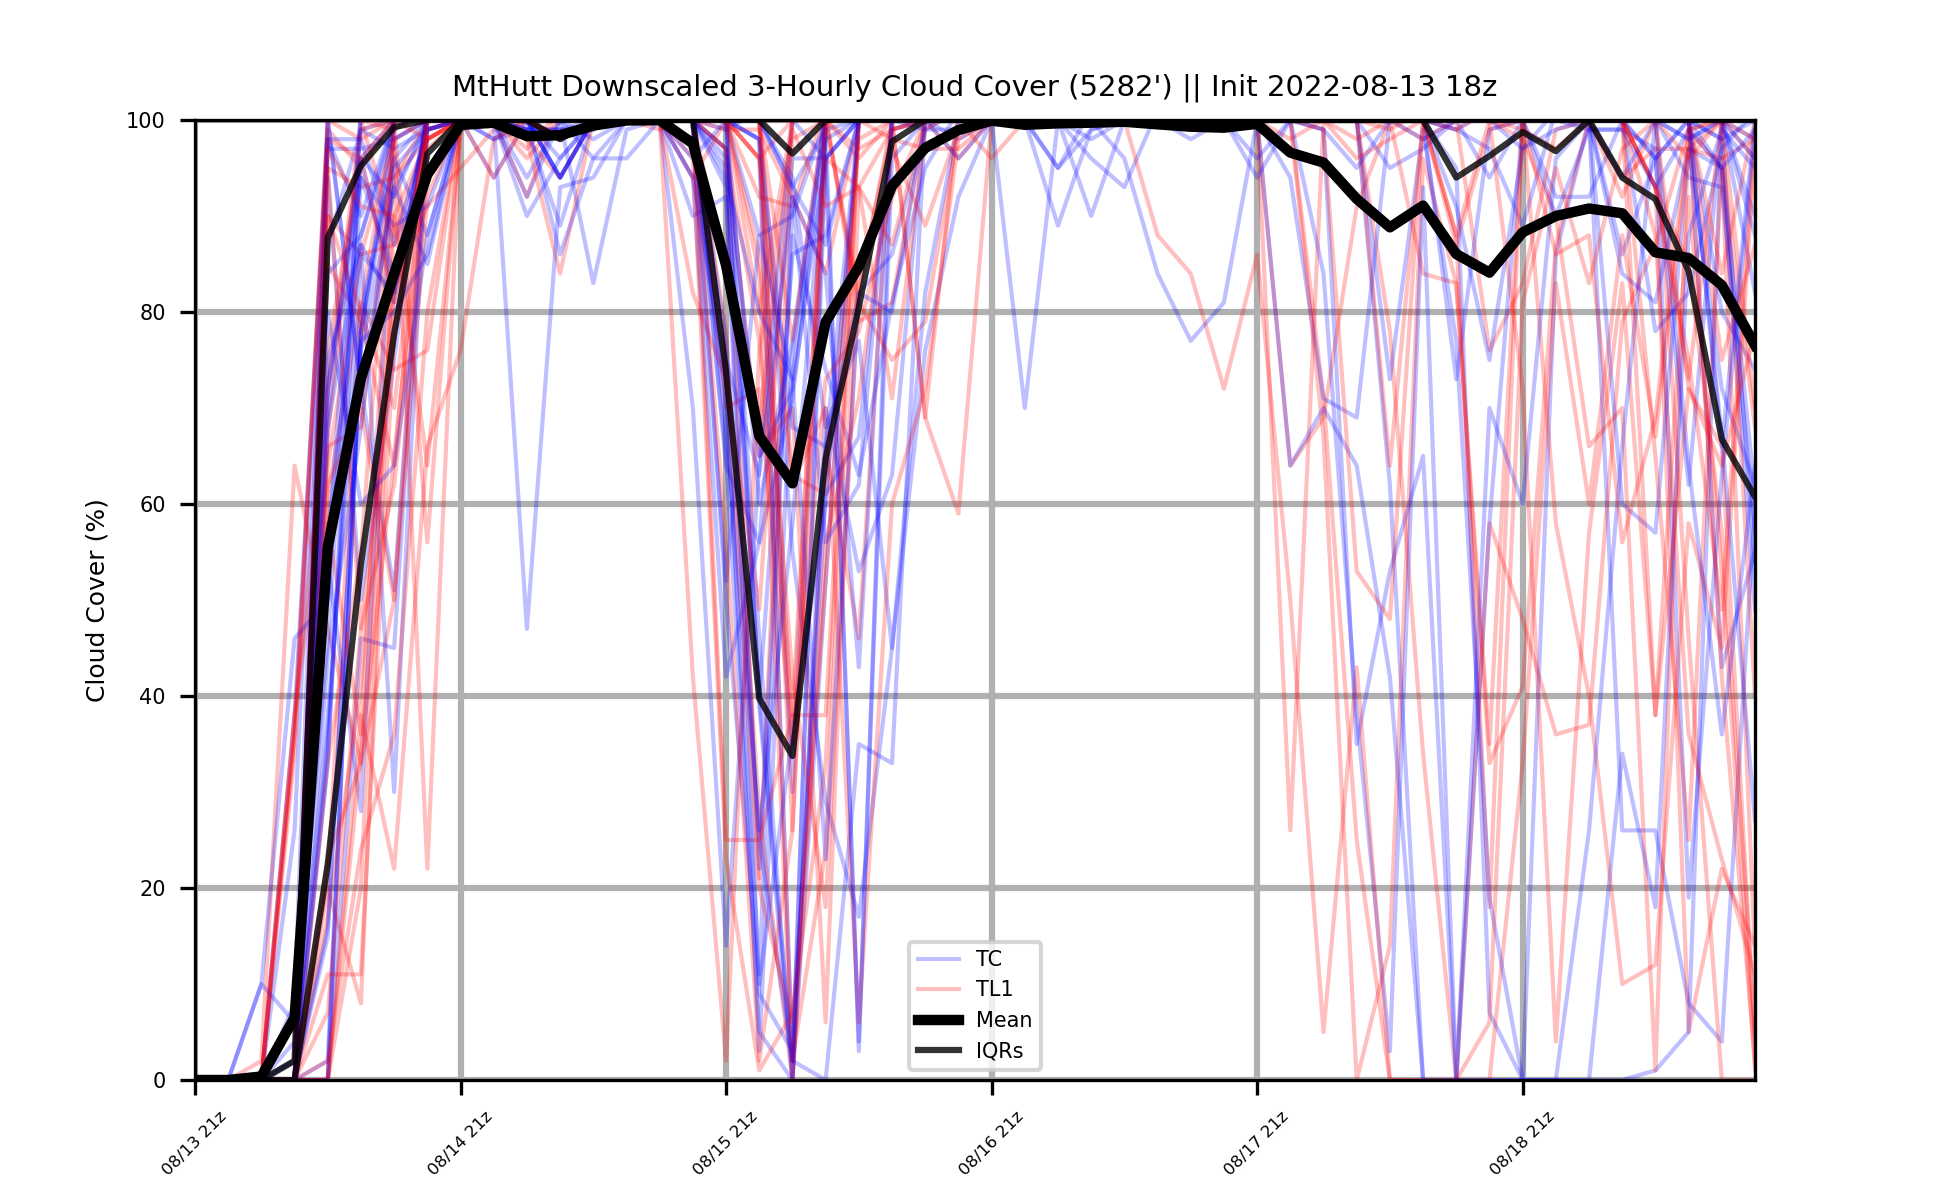 MtHutt Downscaled 3-Hourly Cloud Cover (5282') || Init 2022-08-13 18z
Cloud Cover (%)
100
80
60
40
20
0
TC
TL1
Mean
IQRs
08/13 21z
08/14 21z
08/15 21z
08/16 21z
08/17 21z
08/18 21z